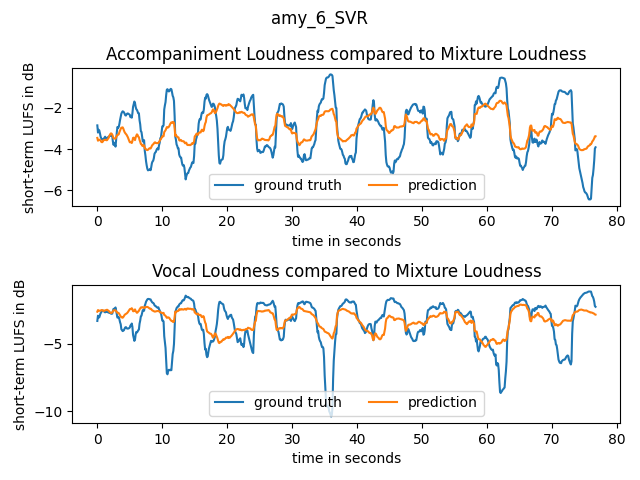 amy_6_SVR
Accompaniment Loudness compared to Mixture Loudness
short-term LUFS in dB
−2
−4
−6
ground truth
prediction
0 10 20 30 40 50 60 70 80
time in seconds
Vocal Loudness compared to Mixture Loudness
short-term LUFS in dB
−5
−10
ground truth
prediction
0 10 20 30 40 50 60 70 80
time in seconds